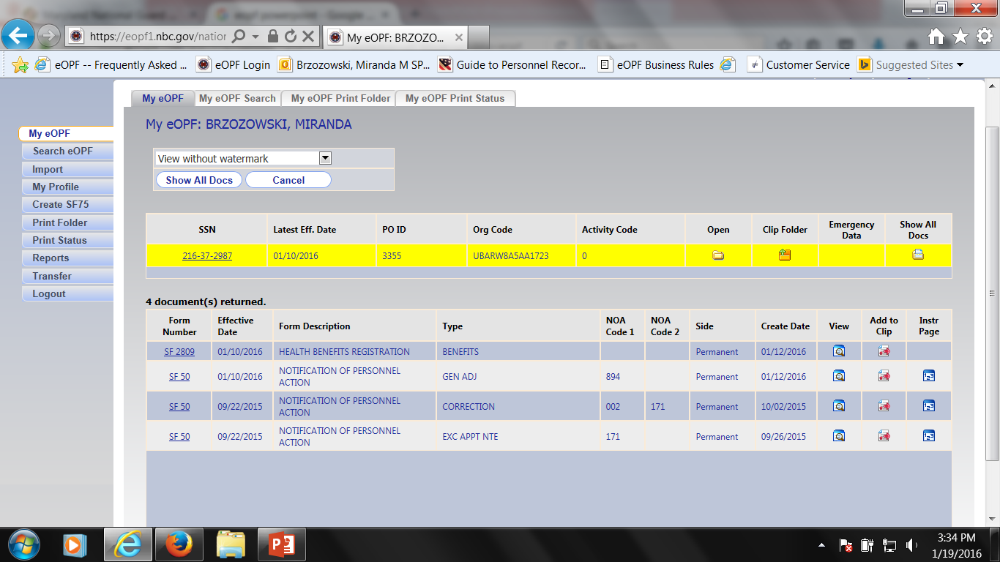 https://eopf1.nbc.gov/nation
My eOPF: BRZOZO...
eOPF -- Frequently Asked ...
eOPF Login
Brzozowski, Miranda M SP...
Guide to Personnel Recor...
eOPF Business Rules
Customer Service
Suggested Sites
My eOPF
My eOPF Search
My eOPF Print Folder
My eOPF Print Status
My eOPF
Search eOPF
Import
My Profile
Create SF75
Print Folder
Print Status
Reports
Transfer
Logout
My eOPF: BRZOZOWSKI, MIRANDA
View without watermark
Show All Docs Cancel
SSN Latest Eff. Date PO ID Org Code Activity Code Open Clip Folder Emergency Data Show All Docs
216-37-2987 01/10/2016 3355 UBARW8A5AA1723 0
4 document(s) returned.
Form Number Effective Date Form Description Type NOA Code 1 NOA Code 2 Side Create Date View Add to Clip Instr Page
SF 2809 01/10/2016 HEALTH BENEFITS REGISTRATION BENEFITS Permanent 01/12/2016
SF 50 01/10/2016 NOTIFICATION OF PERSONNEL ACTION GEN ADJ 894 Permanent 01/12/2016
SF 50 09/22/2015 NOTIFICATION OF PERSONNEL ACTION CORRECTION 002 171 Permanent 10/02/2015
SF 50 09/22/2015 NOTIFICATION OF PERSONNEL ACTION EXC APPT NTE 171 Permanent 09/26/2015
3:34 PM
1/19/2016